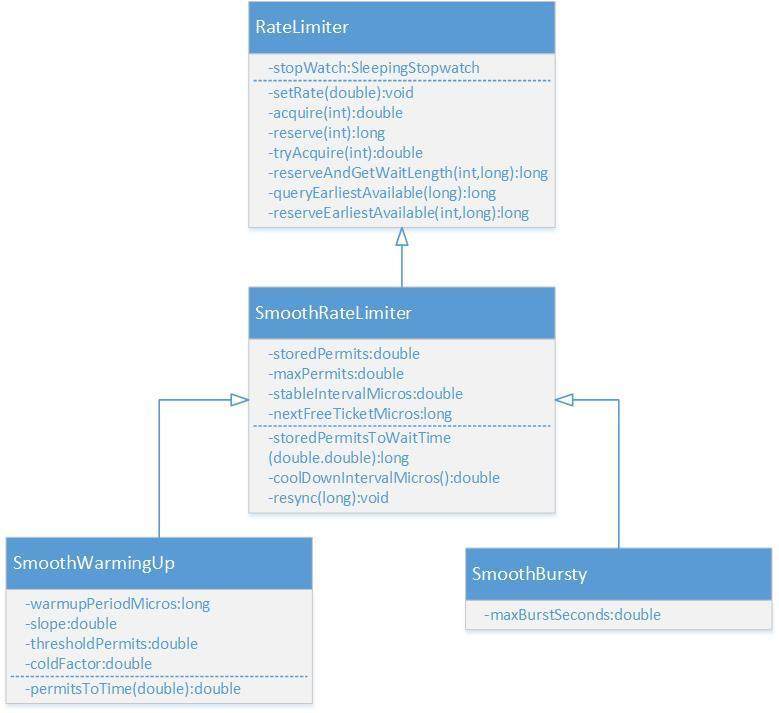 RateLimiter
-stopWatch:SleepingStopwatch
-setRate(double):void
-acquire(int):double
-reserve(int):long
-tryAcquire(int):double
-reserveAndGetWaitLength(int,long):long
-queryEarliestAvailable(long):long
-reserveEarliestAvailable(int,long):long
SmoothRateLimiter
-storedPermits:double
-maxPermits:double
-stableIntervalMicros:double
-nextFreeTicketMicros:long
-storedPermitsToWaitTime
(double.double):long
-coolDownIntervalMicros():double
-resync(long):void
SmoothWarmingUp
-warmupPeriodMicros:long
-slope:double
-thresholdPermits:double
-coldFactor:double
-permitsToTime(double):double
SmoothBursty
-maxBurstSeconds:double